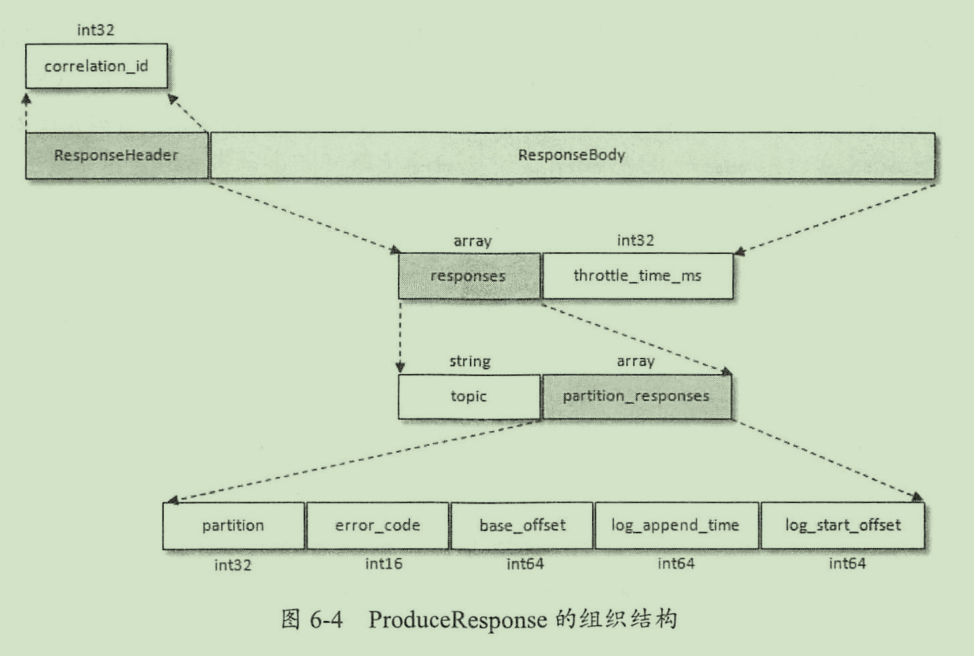 int32
correlation_id
ResponseHeader ResponseBody
array int32
responses throttle_time_ms
string array
topic partition_responses
partition error_code base_offset log_append_time log_start_offset
int32 int16 int64 int64 int64
图 6-4 ProduceResponse 的组织结构